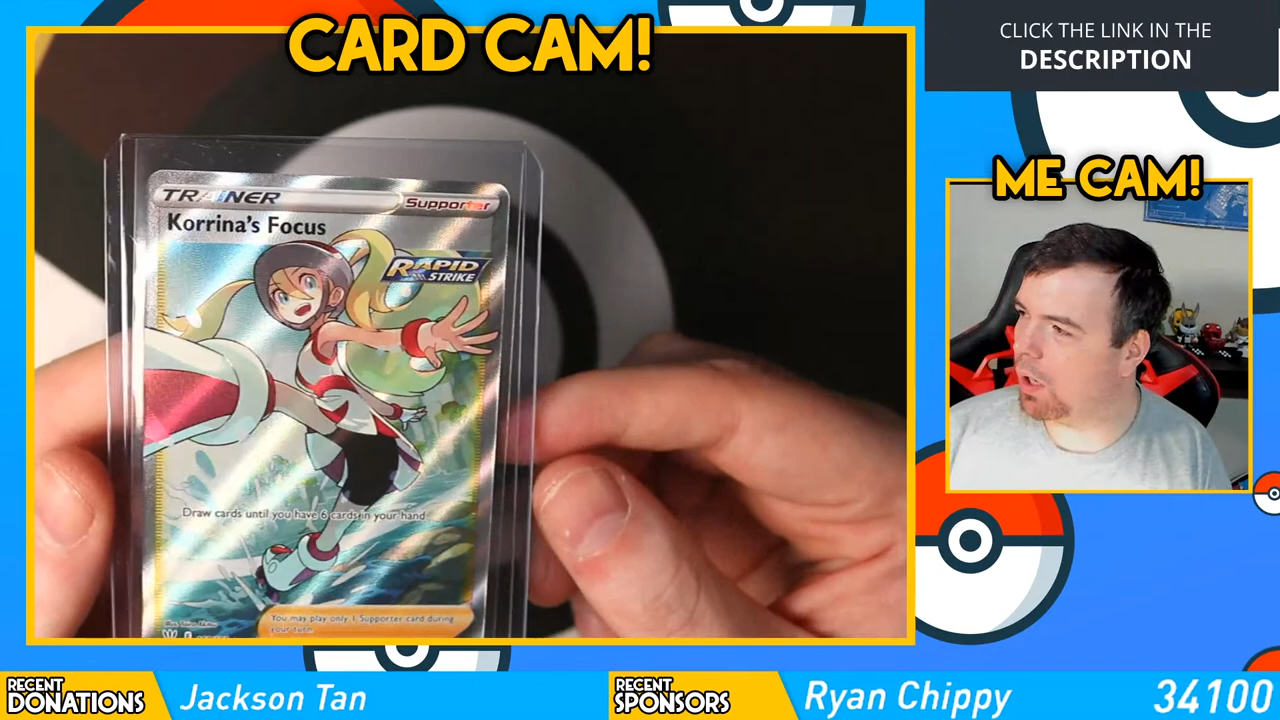 CARD CAM!
CLICK THE LINK IN THE
DESCRIPTION
ME CAM!
TRAINER
Supporter
Korrina's Focus
RAPID
STRIKE
Draw cards until you have 6 cards in your hand.
You may play only 1 Supporter card during
your turn
RECENT
DONATIONS
Jackson Tan
RECENT
SPONSORS
Ryan Chippy
34100